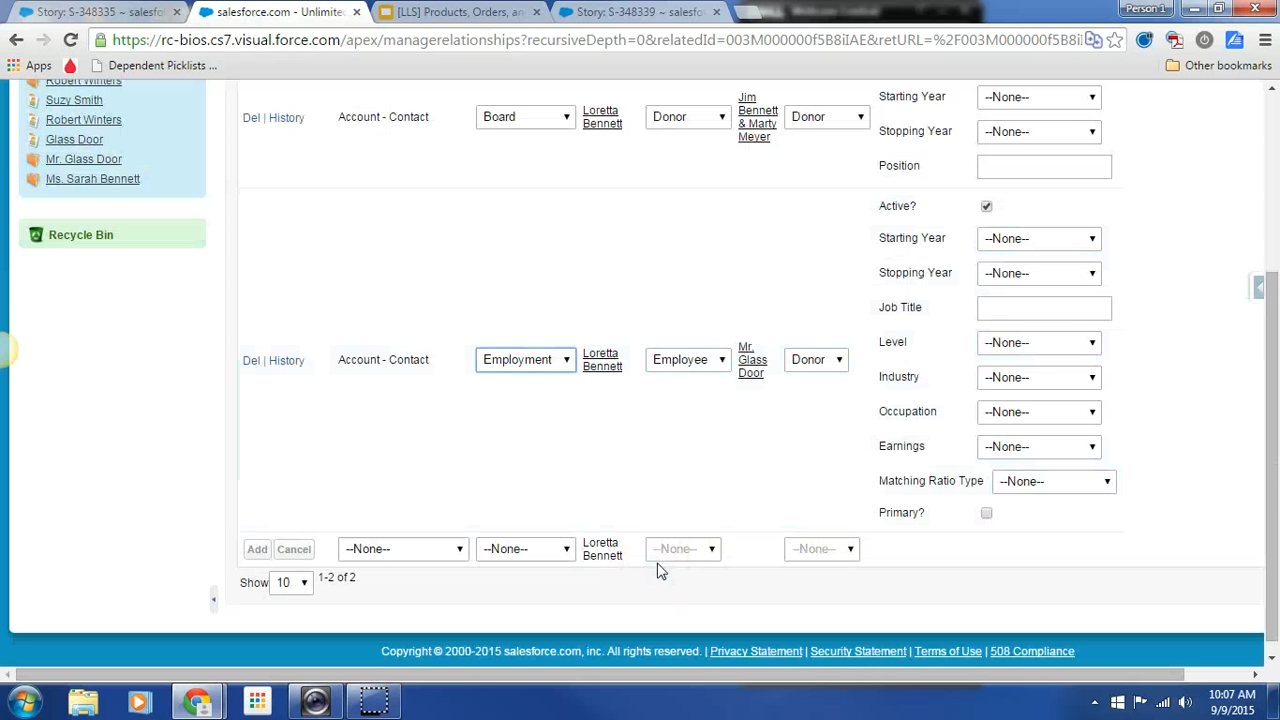 Story: S-348335 ~ salesfo
salesforce.com - Unlimite
[LLS] Products, Orders, an
Story: S-348339 ~ salesfo
Person 1
https://rc-bios.cs7.visual.force.com/apex/managerelationships?recursiveDepth=0&relatedId=003M000000f5B8iIAE&retURL=%2F003M000000f5B8iI
Apps
Dependent Picklists ...
Other bookmarks
Robert Winters
Suzy Smith
Robert Winters
Glass Door
Mr. Glass Door
Ms. Sarah Bennett
Recycle Bin
Del | History
Account - Contact
Board
Loretta
Bennett
Donor
Jim
Bennett
& Marty
Meyer
Donor
Starting Year
--None--
Stopping Year
--None--
Position
Active?
Starting Year
--None--
Stopping Year
--None--
Job Title
Del | History
Account - Contact
Employment
Loretta
Bennett
Employee
Mr.
Glass
Door
Donor
Level
--None--
Industry
--None--
Occupation
--None--
Earnings
--None--
Matching Ratio Type
--None--
Primary?
Add
Cancel
--None--
--None--
Loretta
Bennett
--None--
--None--
Show
10
1-2 of 2
Copyright © 2000-2015 salesforce.com, inc. All rights reserved. | Privacy Statement | Security Statement | Terms of Use | 508 Compliance
10:07 AM
9/9/2015